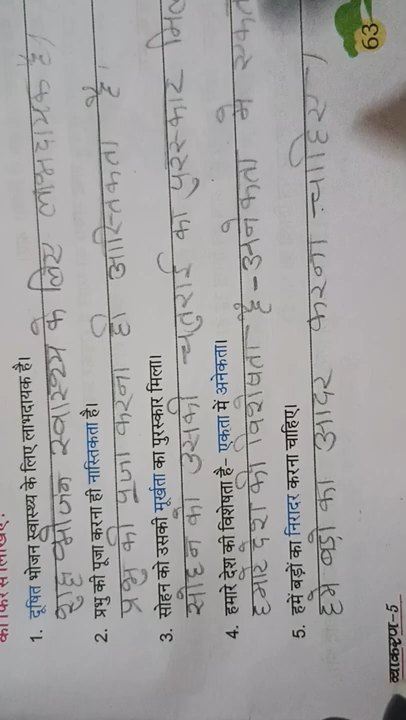 को फिर से लिखिए:
1. दूषित भोजन स्वास्थ्य के लिए लाभदायक है।
शुद्ध भोजन स्वास्थ्य के लिए लाभदायक है।
2. प्रभु की पूजा करना ही नास्तिकता है।
प्रभु की पूजा करना ही आस्तिकता है।
3. सोहन को उसकी मूर्खता का पुरस्कार मिला।
सोहन को उसकी चतुराई का पुरस्कार
4. हमारे देश की विशेषता है– एकता में अनेकता।
हमारे देश की विशेषता है - अनेकता में
5. हमें बड़ों का निरादर करना चाहिए।
हमे बड़ो का आदर करना चाहिए।
व्याकरण-5
63